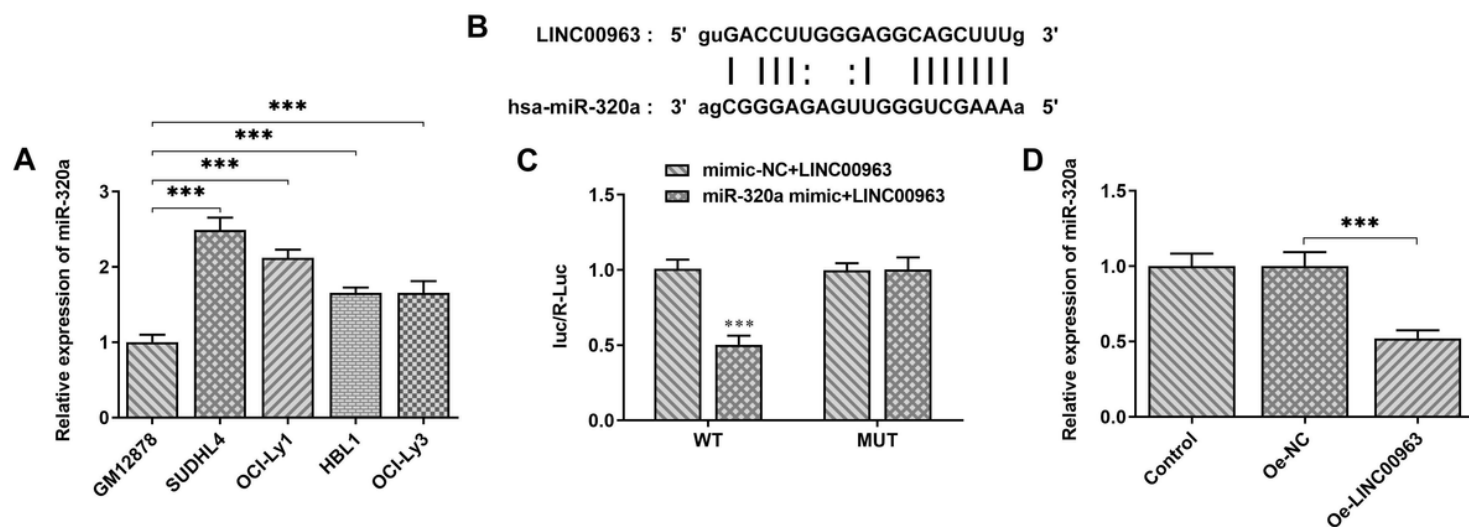 B
LINC00963 : 5' guGACCUUGGGAGGCAGCUUUg 3'
hsa-miR-320a : 3' agCGGGAGAGUUGGGUCGAAAa 5'
A
Relative expression of miR-320a
3
2
1
0
***
***
***
***
GM12878
SUDHL4
OCI-Ly1
HBL1
OCI-Ly3
C
mimic-NC+LINC00963
miR-320a mimic+LINC00963
luc/R-Luc
1.5
1.0
0.5
0.0
***
WT
MUT
D
Relative expression of miR-320a
1.5
1.0
0.5
0.0
***
Control
Oe-NC
Oe-LINC00963